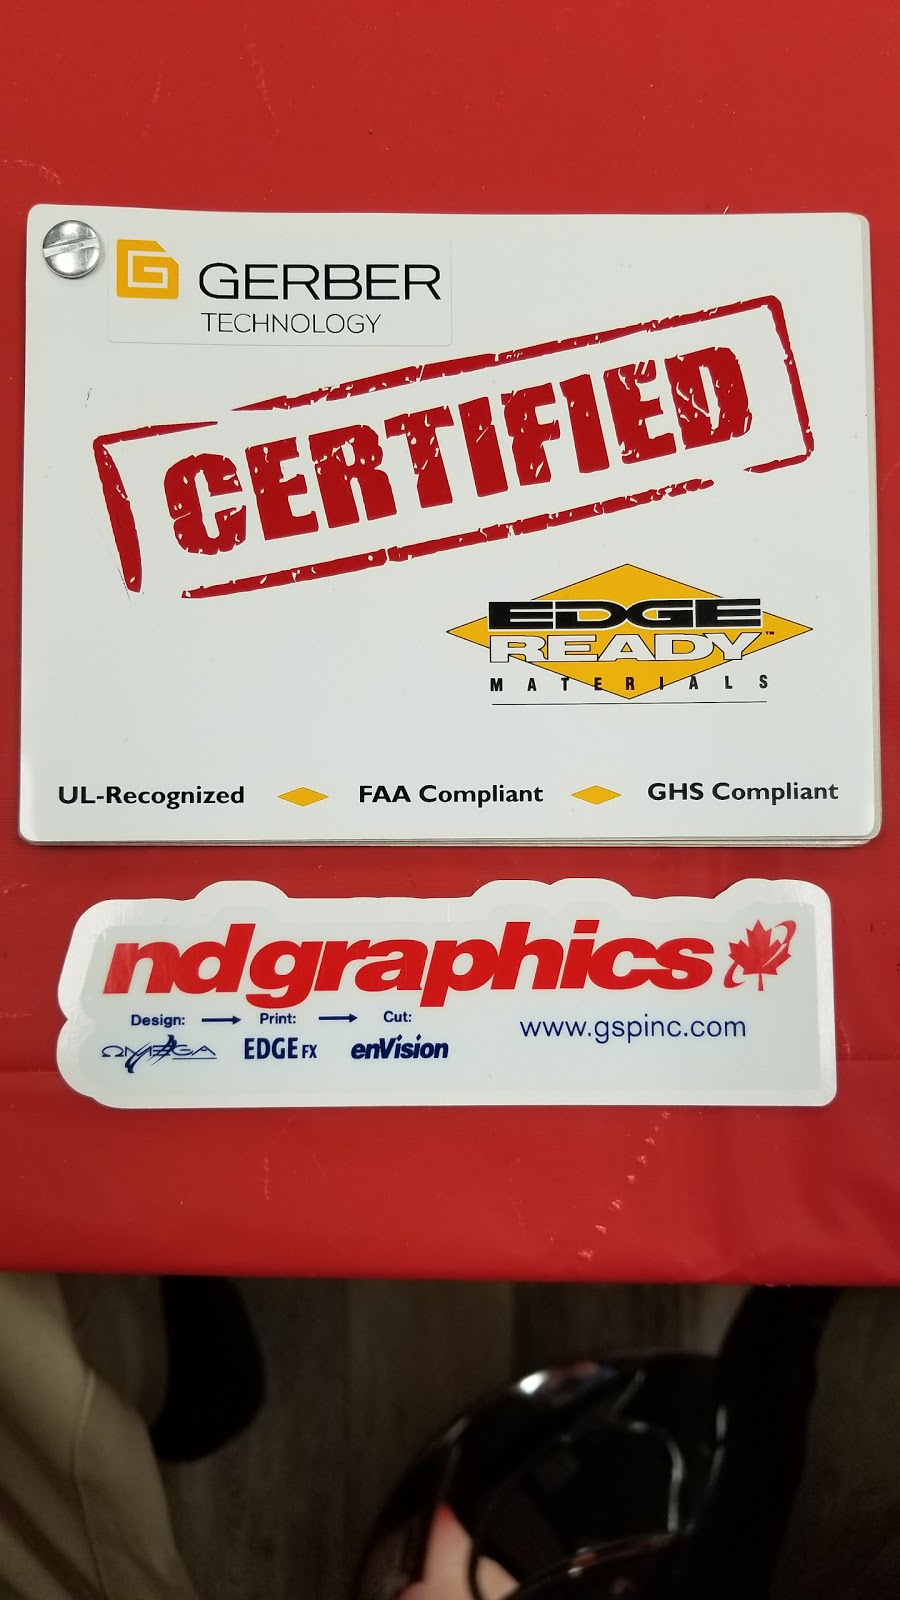 GERBER
TECHNOLOGY
CERTIFIED
EDGE
READY™
MATERIALS
UL-Recognized FAA Compliant GHS Compliant
ndgraphics
Design: Print: Cut:
OMEGA EDGE FX enVision
www.gspinc.com